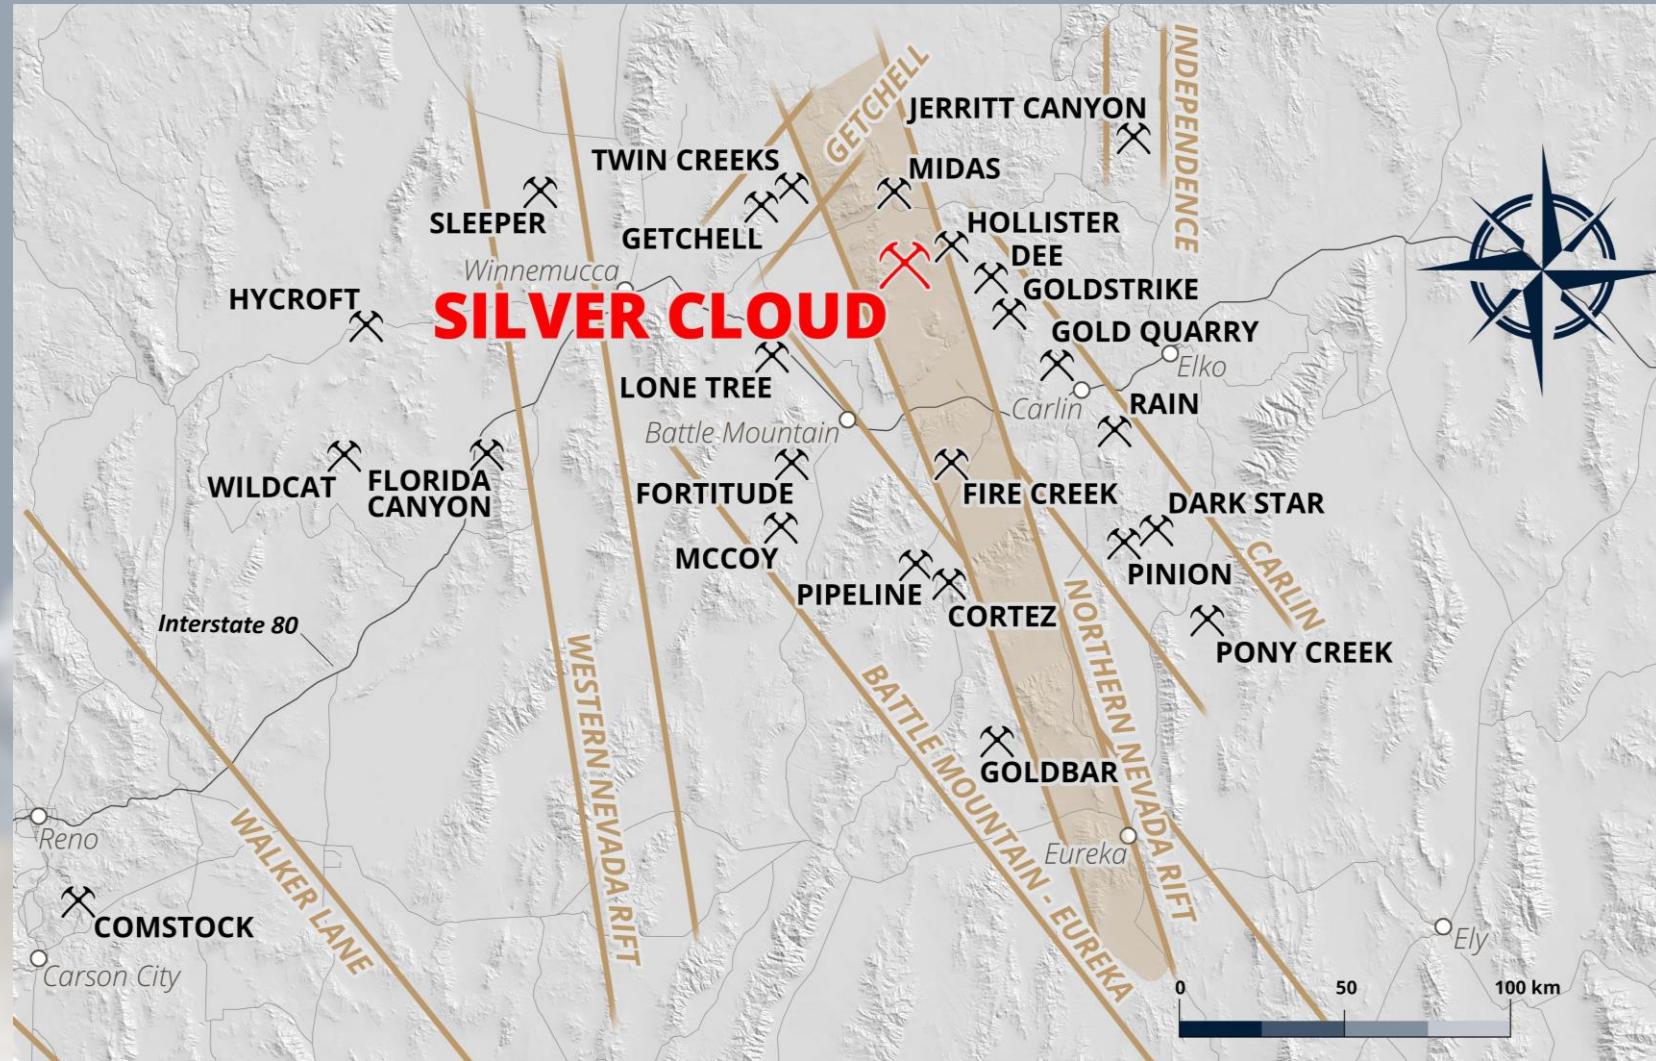 INDEPENDENCE
GETCHELL
JERRITT CANYON
TWIN CREEKS
MIDAS
SLEEPER
GETCHELL
HOLLISTER
DEE
Winnemucca
GOLDSTRIKE
HYCROFT
SILVER CLOUD
GOLD QUARRY
Elko
LONE TREE
Carlin
RAIN
Battle Mountain
WILDCAT
FLORIDA
CANYON
FORTITUDE
FIRE CREEK
DARK STAR
MCCOY
PINION
CARLIN
PIPELINE
CORTEZ
Interstate 80
PONY CREEK
WESTERN NEVADA RIFT
NORTHERN NEVADA RIFT
BATTLE MOUNTAIN - EUREKA
GOLDBAR
Reno
WALKER LANE
Eureka
COMSTOCK
Ely
Carson City
0 50 100 km